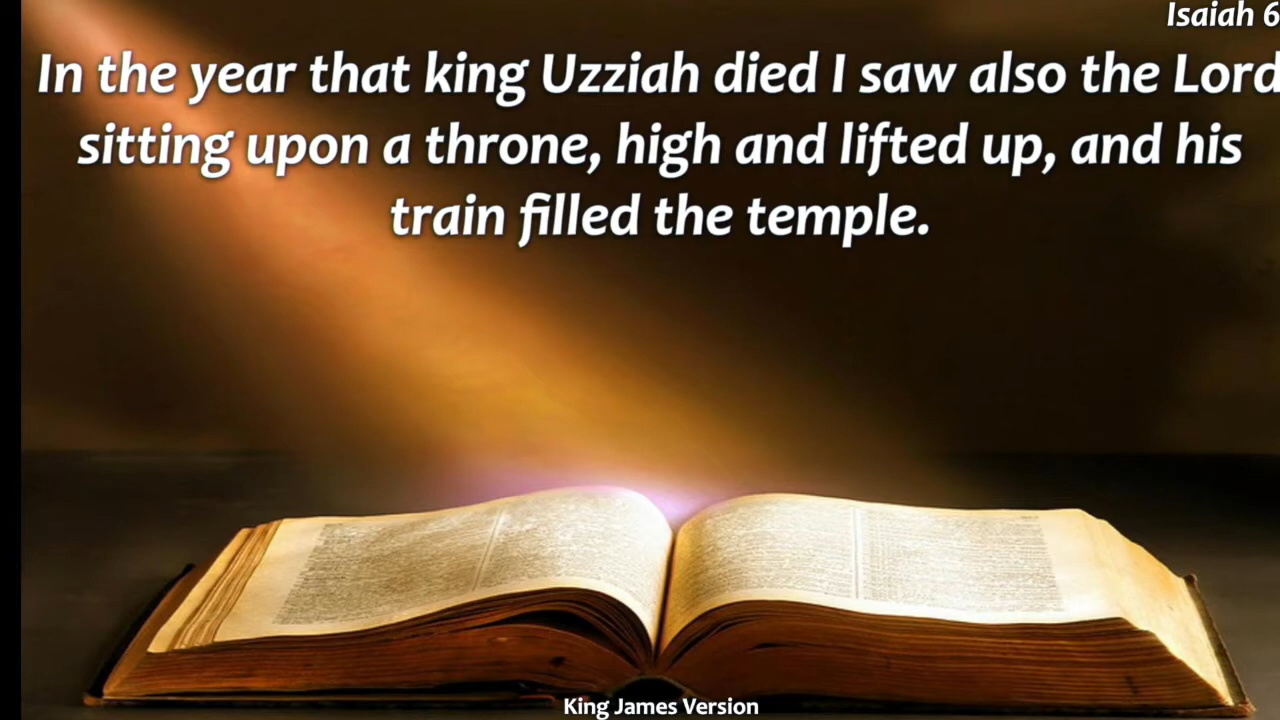 Isaiah 6
In the year that king Uzziah died I saw also the Lord
sitting upon a throne, high and lifted up, and his
train filled the temple.
King James Version